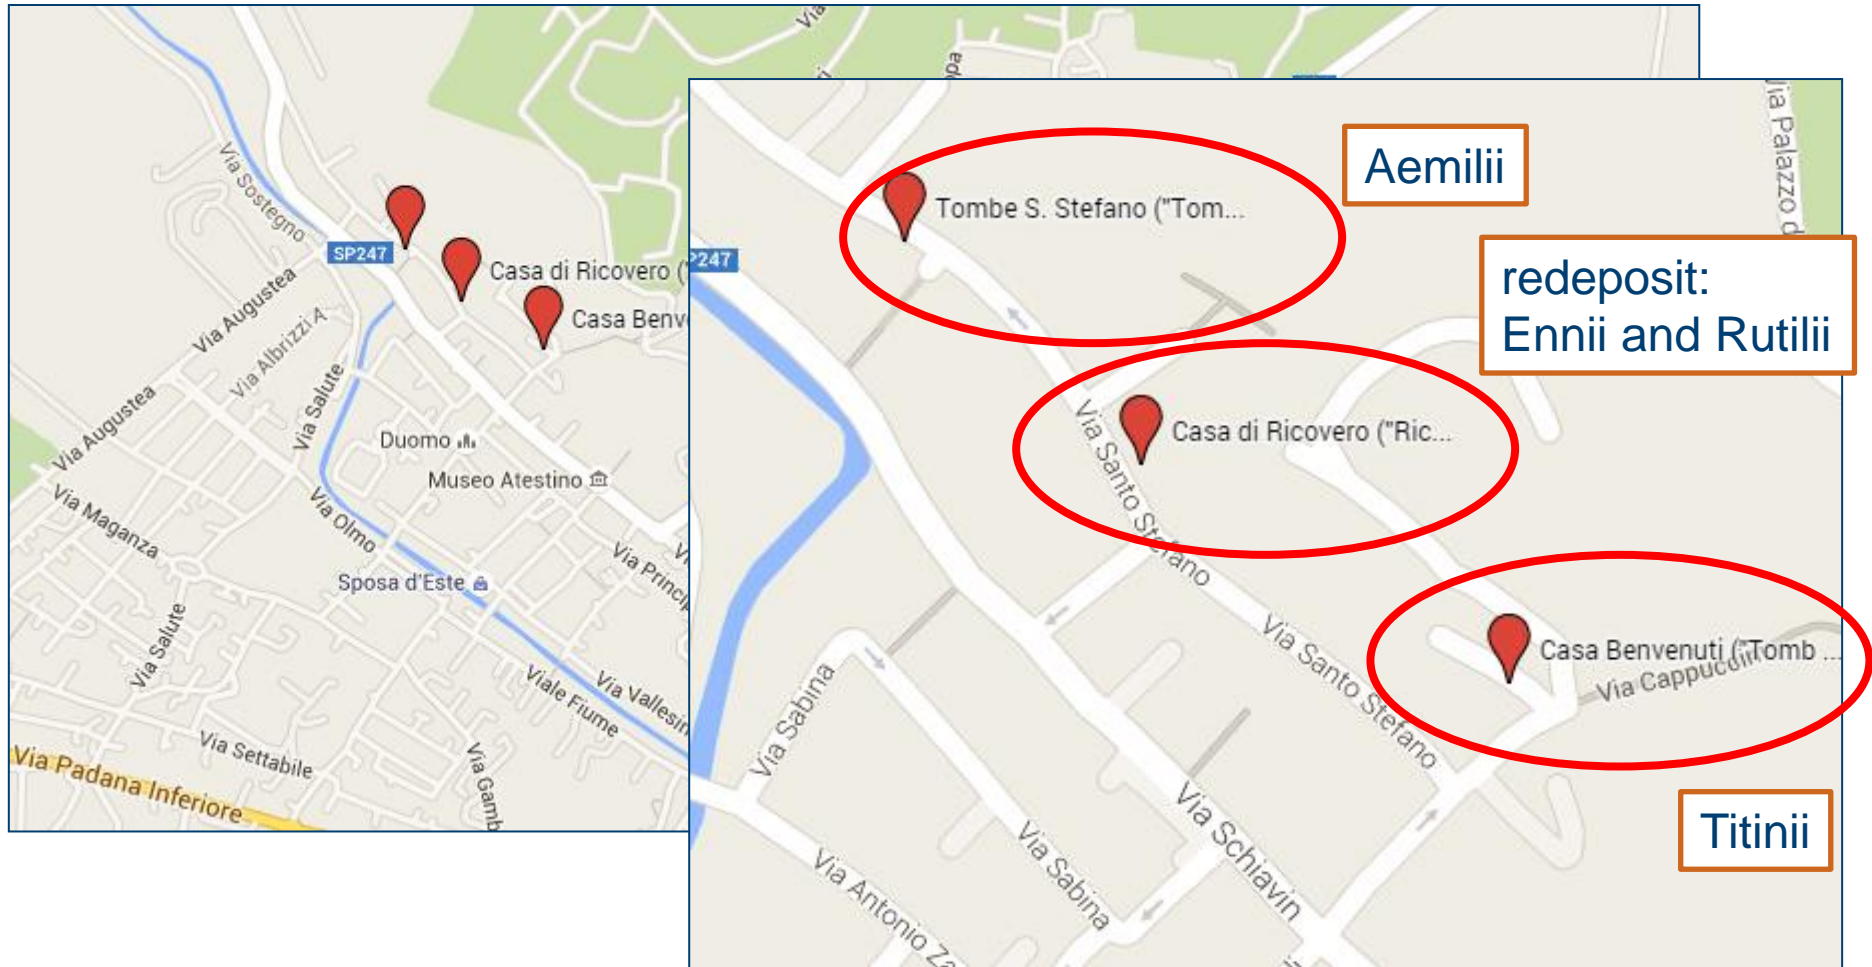 Via
Via Sostegno
SP247
Casa di Ricovero ("
Casa Benv
Via Augustea
Via Albrizzi A
Via Salute
Via Augustea
Duomo
Museo Atestino
Via Maganza
Via Olmo
Sposa d'Este
Via Princip
Via Salute
Viale Fiume
Via Vallesin
Via Settabile
Via Gamb
Via Padana Inferiore
Aemilii
Via Palazzo d
Tombe S. Stefano ("Tom...
P247
redeposit:
Ennii and Rutilii
Casa di Ricovero ("Ric...
Via Santo Stefano
Via Santo Stefano
Casa Benvenuti ("Tomb ...
Via Cappuccini
Via Sabina
Titinii
Via Schiavin
Via Sabina
Via Antonio Za